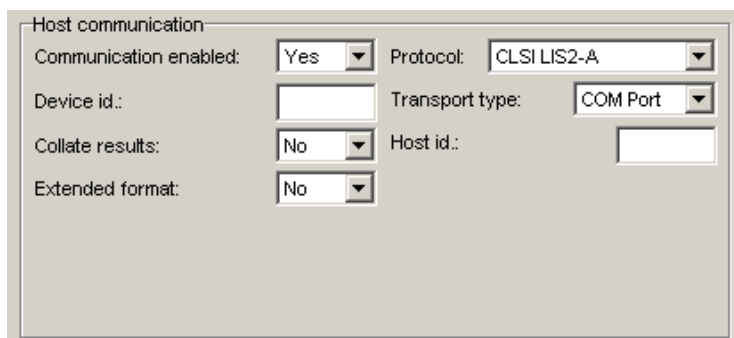 Host communication
Communication enabled: Yes Protocol: CLSI LIS2-A
Device id.: Transport type: COM Port
Collate results: No Host id.:
Extended format: No